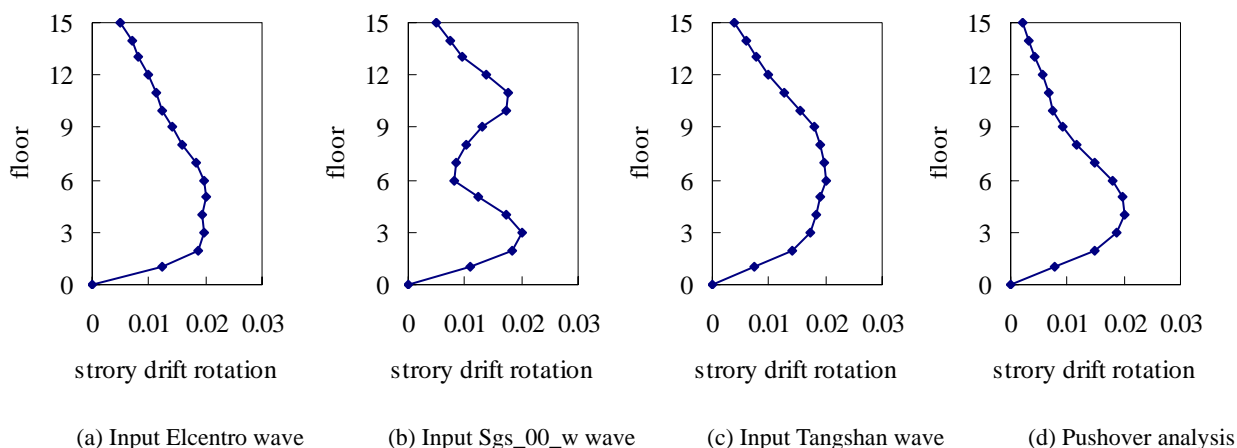 15
12
9
6
3
0
floor
0 0.01 0.02 0.03
strory drift rotation
(a) Input Elcentro wave
15
12
9
6
3
0
floor
0 0.01 0.02 0.03
strory drift rotation
(b) Input Sgs_00_w wave
15
12
9
6
3
0
floor
0 0.01 0.02 0.03
strory drift rotation
(c) Input Tangshan wave
15
12
9
6
3
0
floor
0 0.01 0.02 0.03
strory drift rotation
(d) Pushover analysis